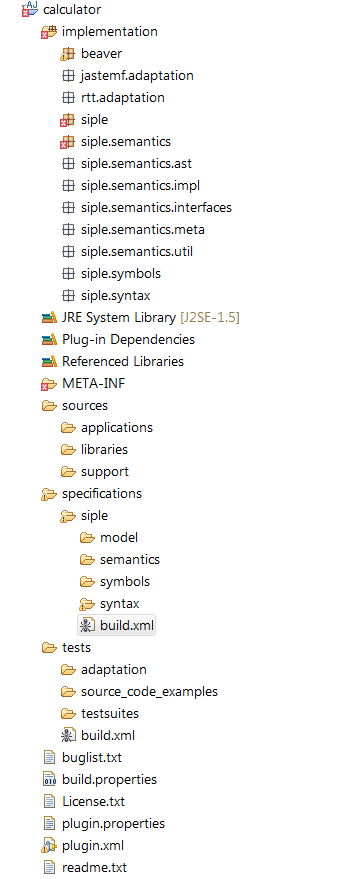 calculator
implementation
beaver
jastemf.adaptation
rtt.adaptation
siple
siple.semantics
siple.semantics.ast
siple.semantics.impl
siple.semantics.interfaces
siple.semantics.meta
siple.semantics.util
siple.symbols
siple.syntax
JRE System Library [J2SE-1.5]
Plug-in Dependencies
Referenced Libraries
META-INF
sources
applications
libraries
support
specifications
siple
model
semantics
symbols
syntax
build.xml
tests
adaptation
source_code_examples
testsuites
build.xml
buglist.txt
build.properties
License.txt
plugin.properties
plugin.xml
readme.txt